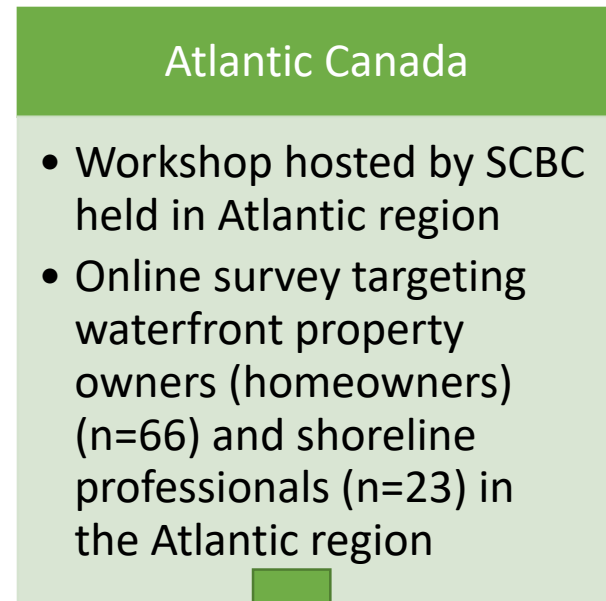 Atlantic Canada
• Workshop hosted by SCBC
held in Atlantic region
• Online survey targeting
waterfront property
owners (homeowners)
(n=66) and shoreline
professionals (n=23) in
the Atlantic region